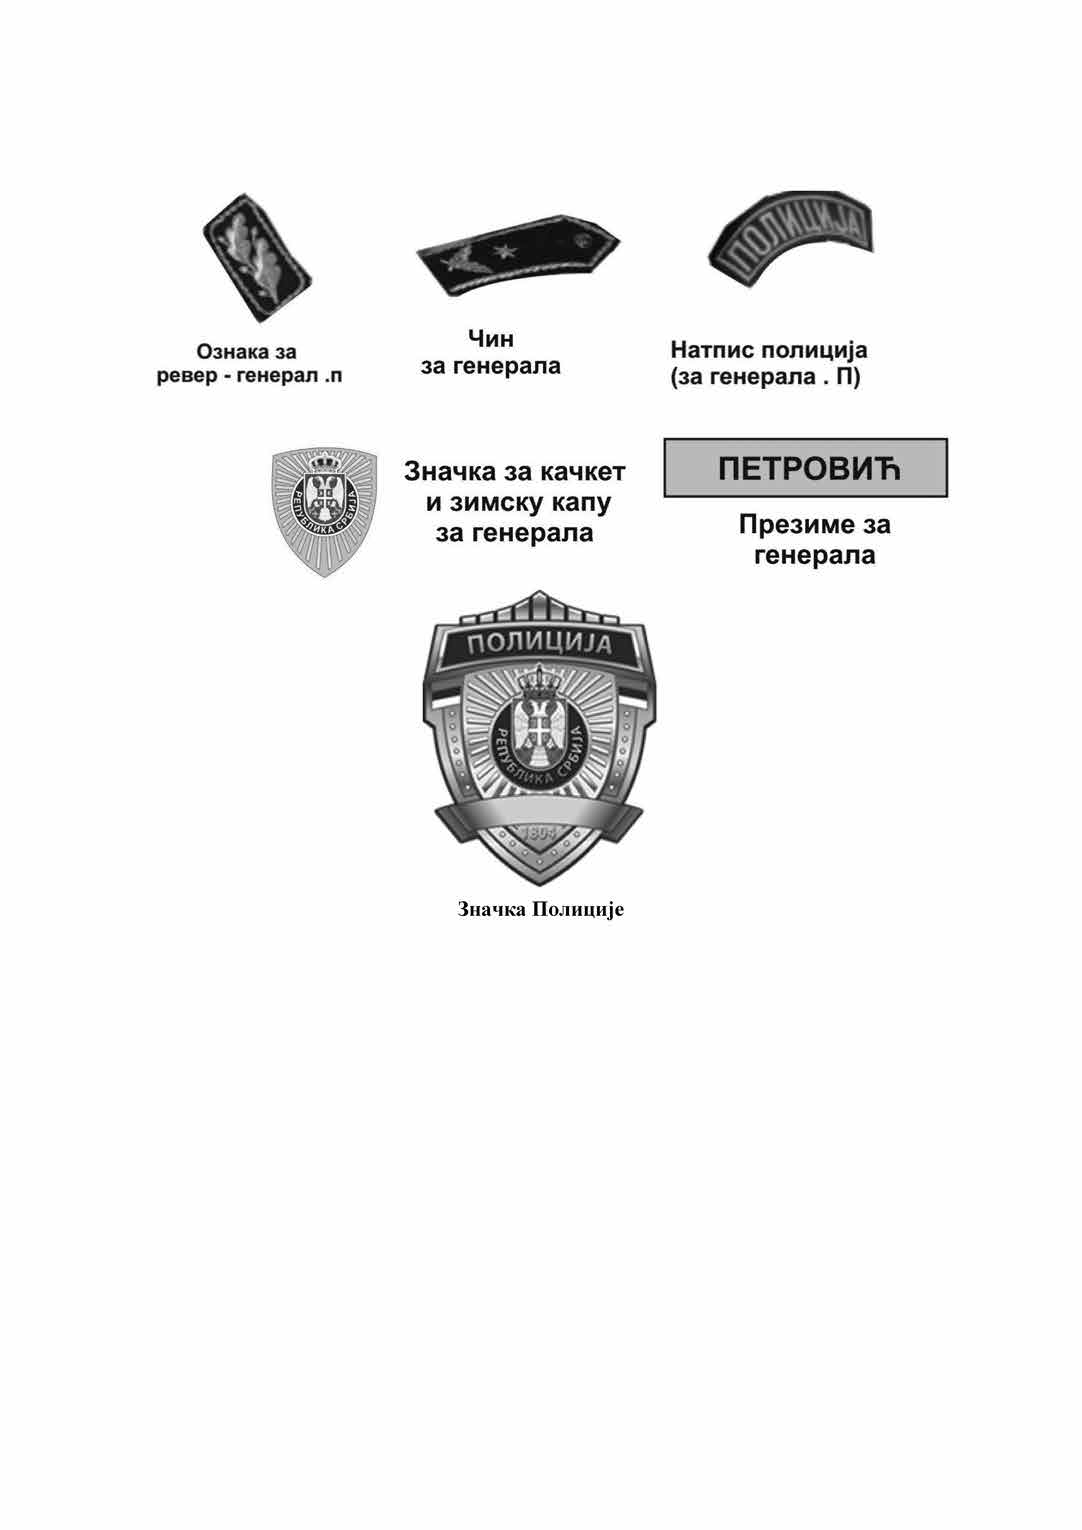 ПОЛИЦИЈА
Ознака за
ревер - генерал .п
Чин
за генерала
Натпис полиција
(за генерала . П)
РЕПУБЛИКА СРБИЈА
Значка за качкет
и зимску капу
за генерала
ПЕТРОВИЋ
Презиме за
генерала
ПОЛИЦИЈА
РЕПУБЛИКА СРБИЈА
1804
Значка Полиције